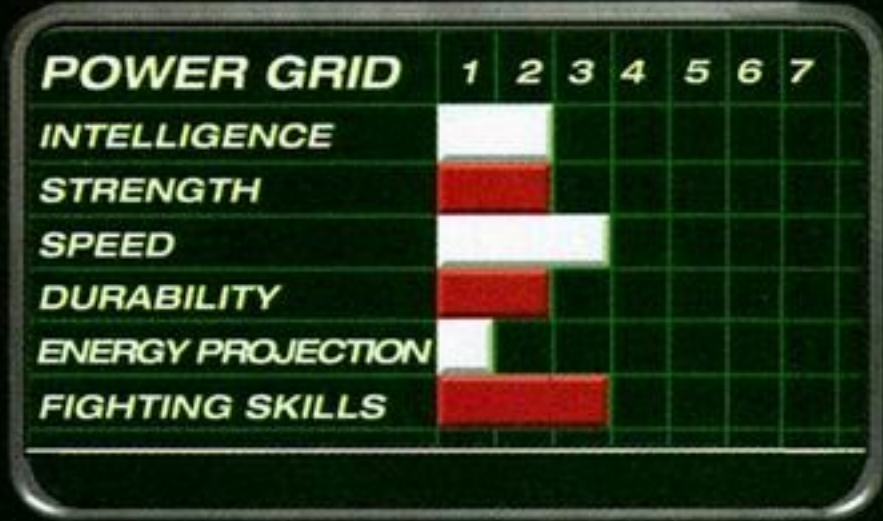 POWER GRID 1 2 3 4 5 6 7
INTELLIGENCE
STRENGTH
SPEED
DURABILITY
ENERGY PROJECTION
FIGHTING SKILLS